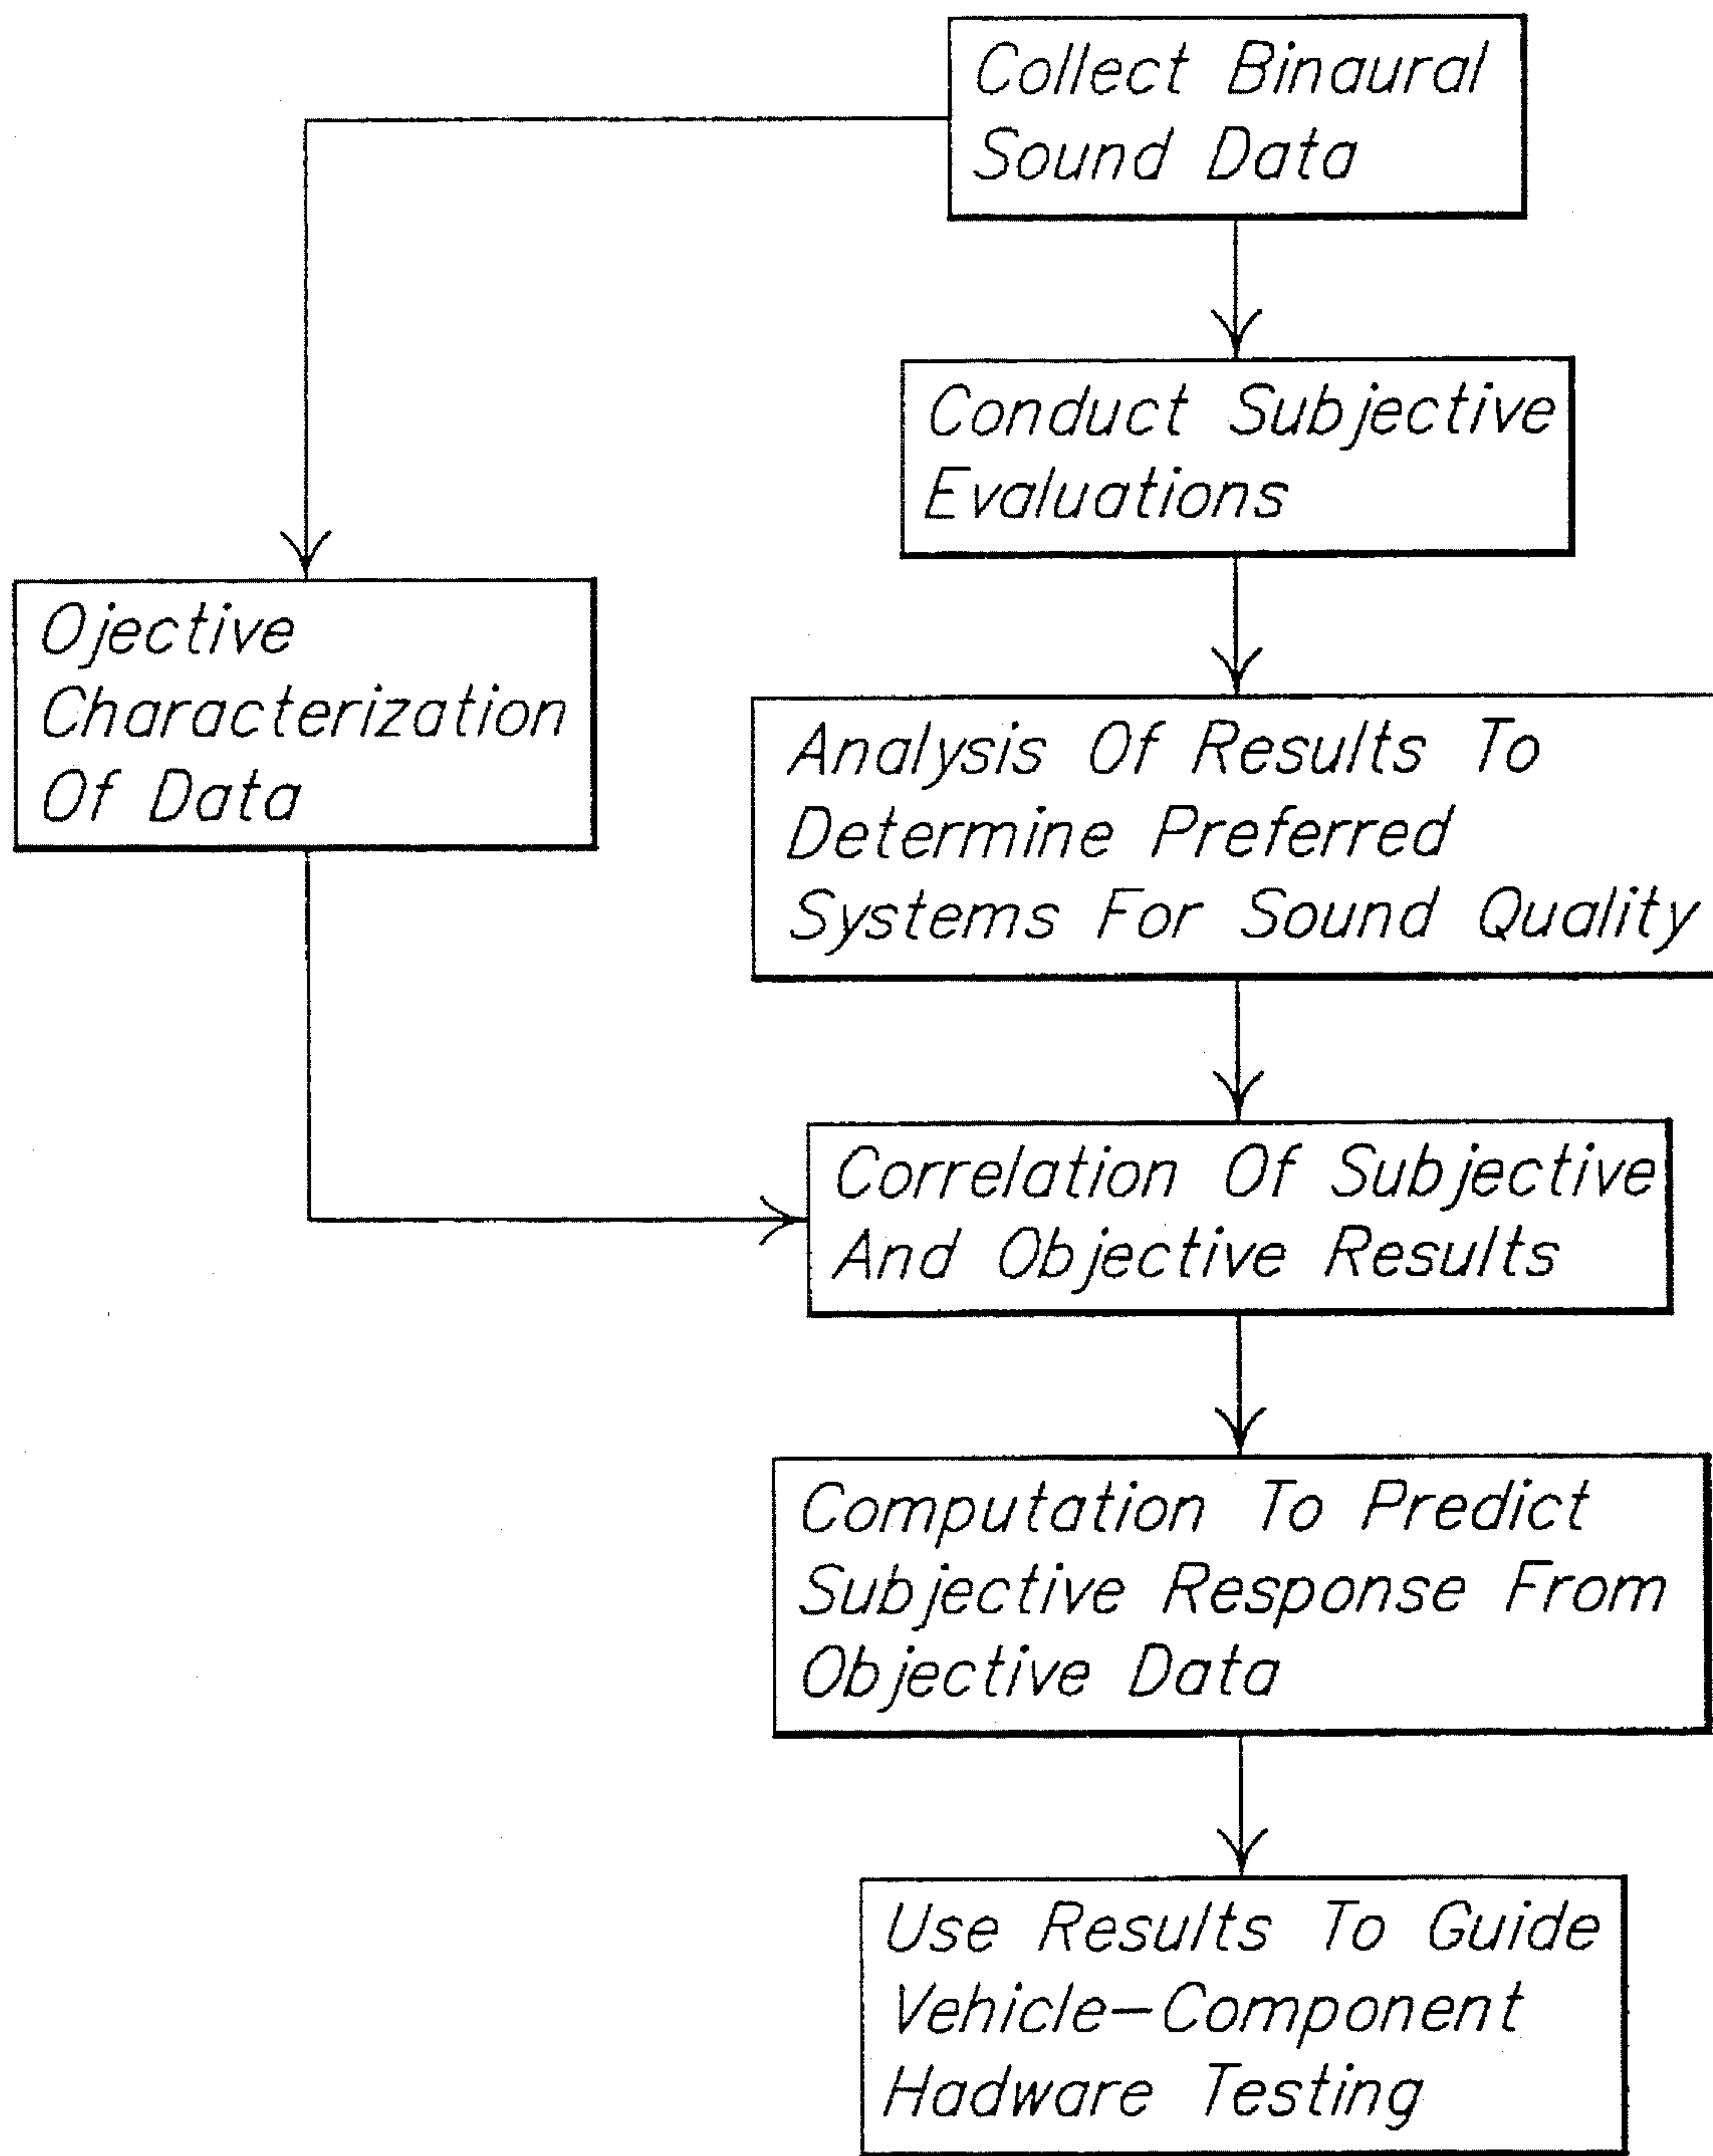 Collect Binaural
Sound Data
Conduct Subjective
Evaluations
Ojective
Characterization
Of Data
Analysis Of Results To
Determine Preferred
Systems For Sound Quality
Correlation Of Subjective
And Objective Results
Computation To Predict
Subjective Response From
Objective Data
Use Results To Guide
Vehicle-Component
Hadware Testing